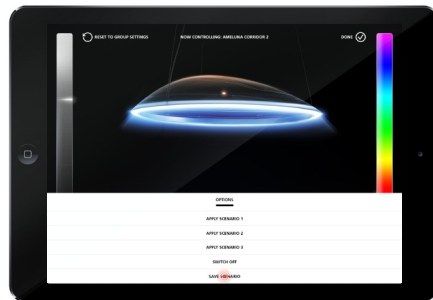 RESET TO GROUP SETTINGS
NOW CONTROLLING: AMELUNA CORRIDOR 2
DONE
OPTIONS
APPLY SCENARIO 1
APPLY SCENARIO 2
APPLY SCENARIO 3
SWITCH OFF
SAVE SCENARIO